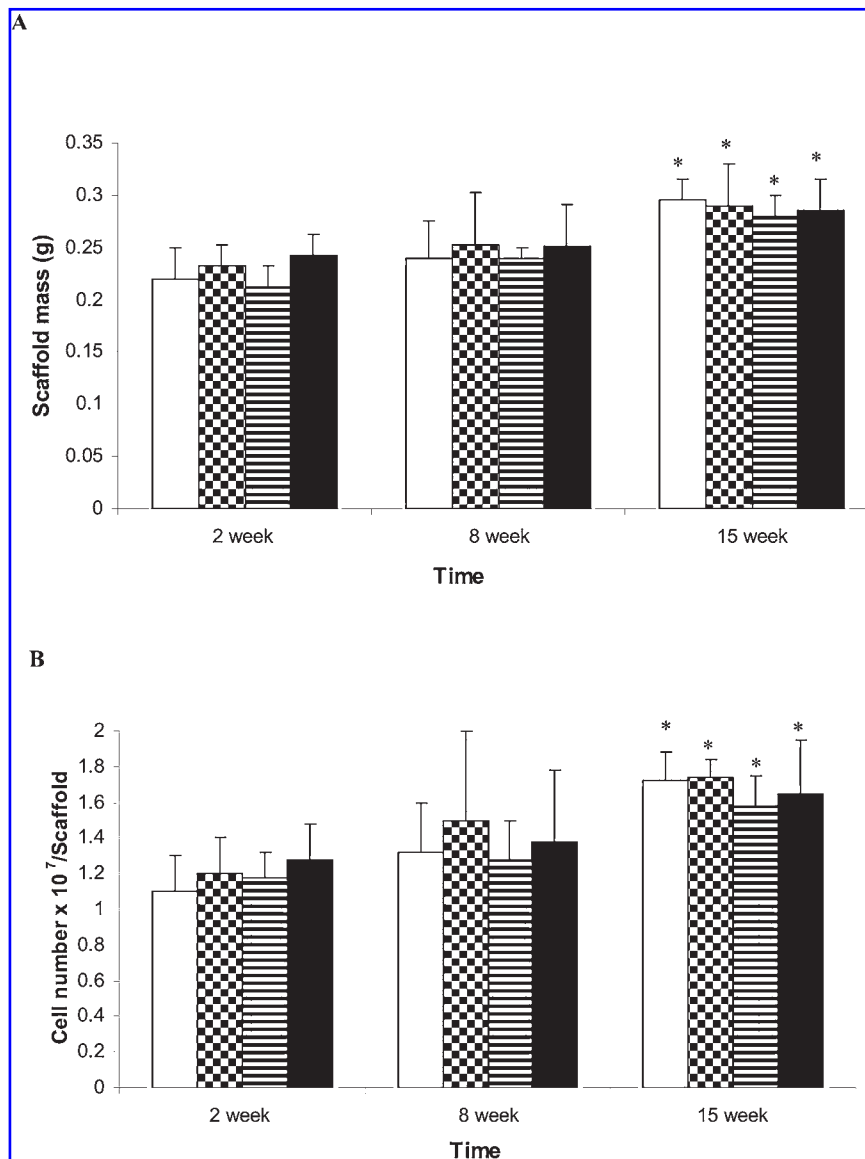 A
0.35
0.3
0.25
0.2
0.15
0.1
0.05
0
Scaffold mass (g)
* * * *
2 week 8 week 15 week
Time
B
2
1.8
1.6
1.4
1.2
1
0.8
0.6
0.4
0.2
0
Cell number x 10⁷/Scaffold
* * * *
2 week 8 week 15 week
Time